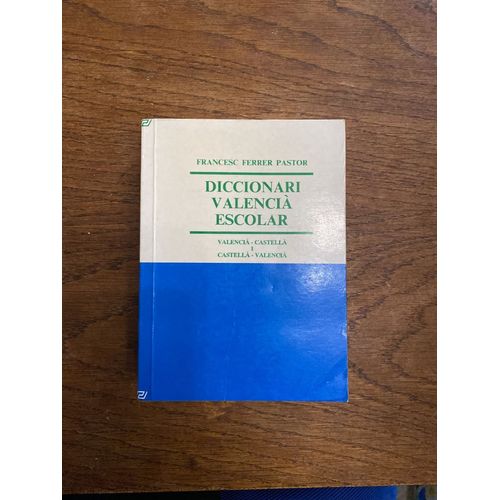 FRANCESC FERRER PASTOR
DICCIONARI
VALENCIÀ
ESCOLAR
VALENCIÀ - CASTELLÀ
I
CASTELLÀ - VALENCIÀ